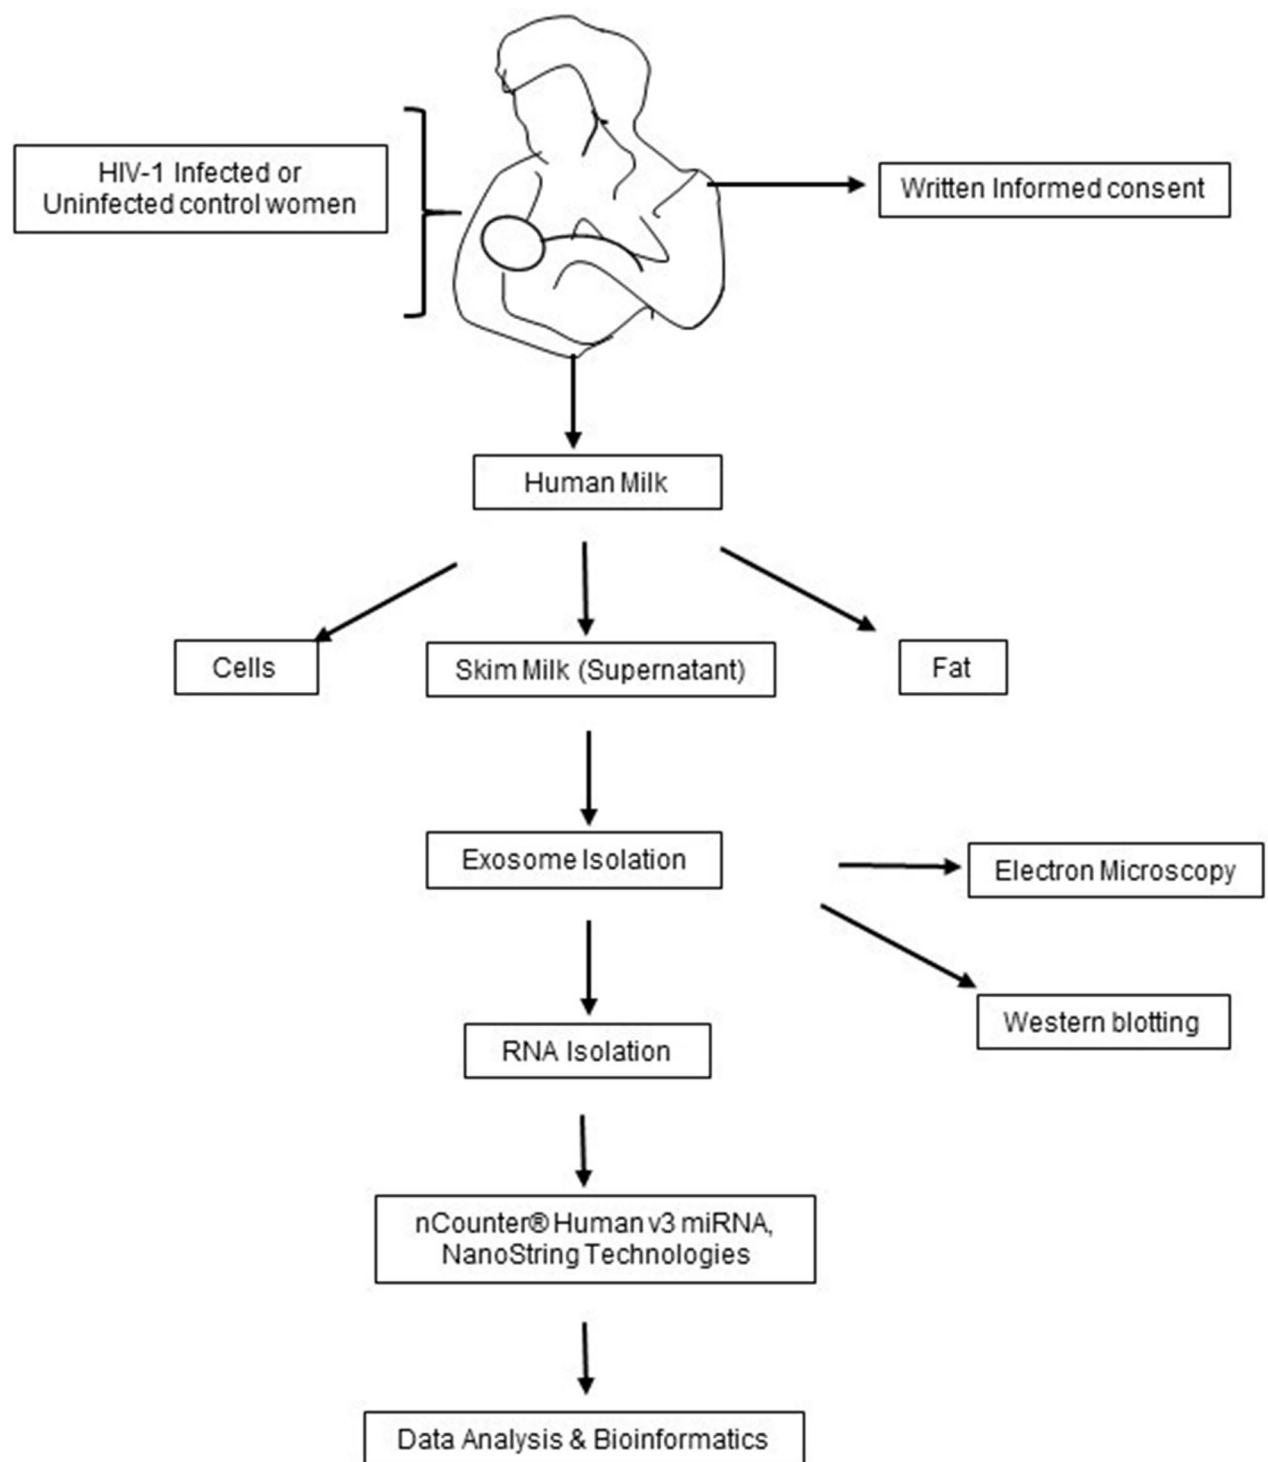 HIV-1 Infected or
Uninfected control women
Written Informed consent
Human Milk
Cells
Skim Milk (Supernatant)
Fat
Exosome Isolation
Electron Microscopy
Western blotting
RNA Isolation
nCounter® Human v3 miRNA,
NanoString Technologies
Data Analysis & Bioinformatics